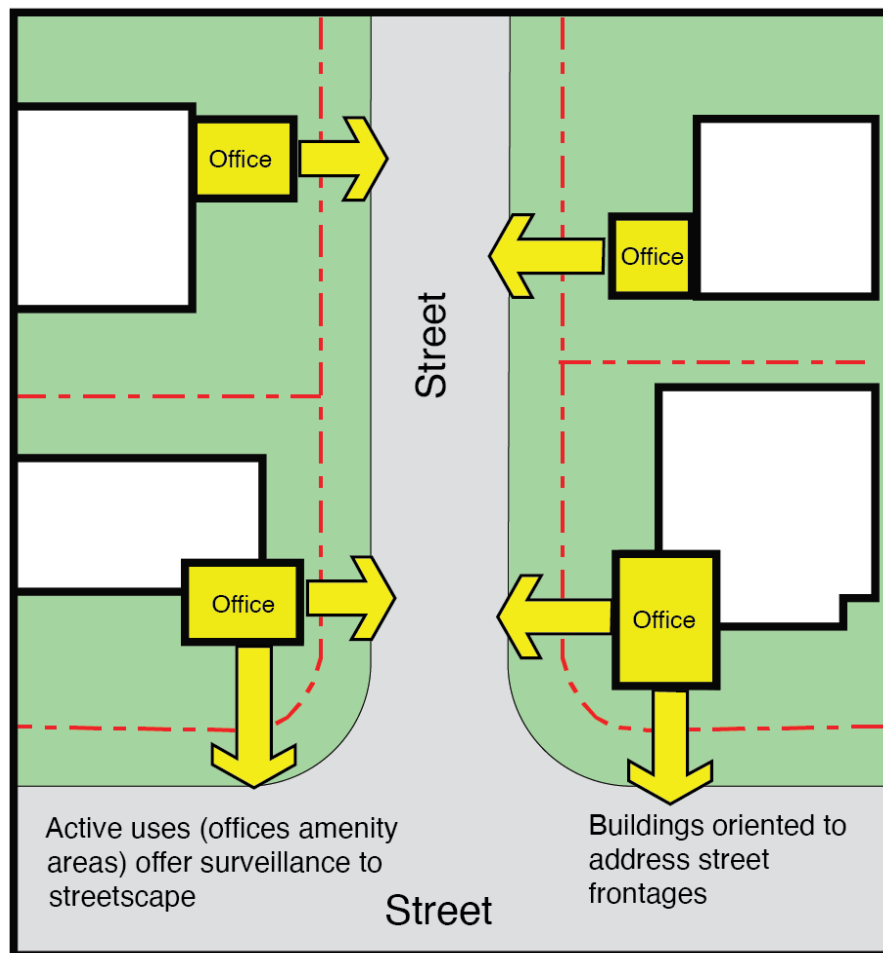 Office
Office
Street
Office
Office
Active uses (offices amenity
areas) offer surveillance to
streetscape
Buildings oriented to
address street
frontages
Street